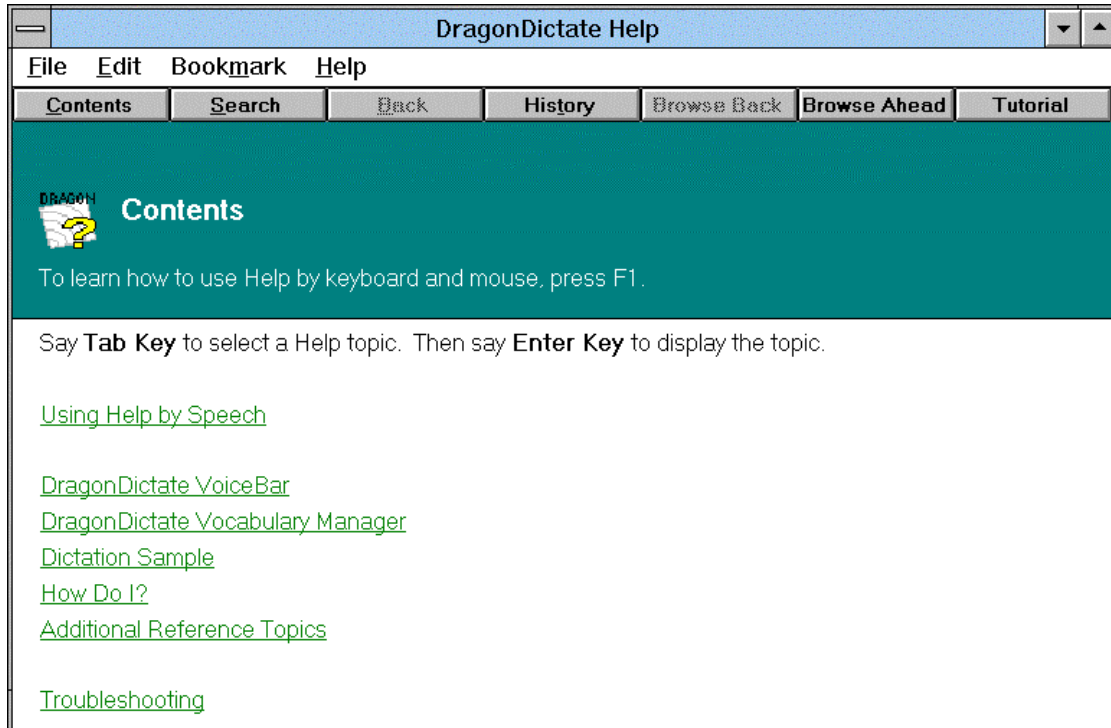 DragonDictate Help
File Edit Bookmark Help
Contents Search Back History Browse Back Browse Ahead Tutorial
DRAGON
Contents
To learn how to use Help by keyboard and mouse, press F1.
Say Tab Key to select a Help topic. Then say Enter Key to display the topic.
Using Help by Speech
DragonDictate VoiceBar
DragonDictate Vocabulary Manager
Dictation Sample
How Do I?
Additional Reference Topics
Troubleshooting